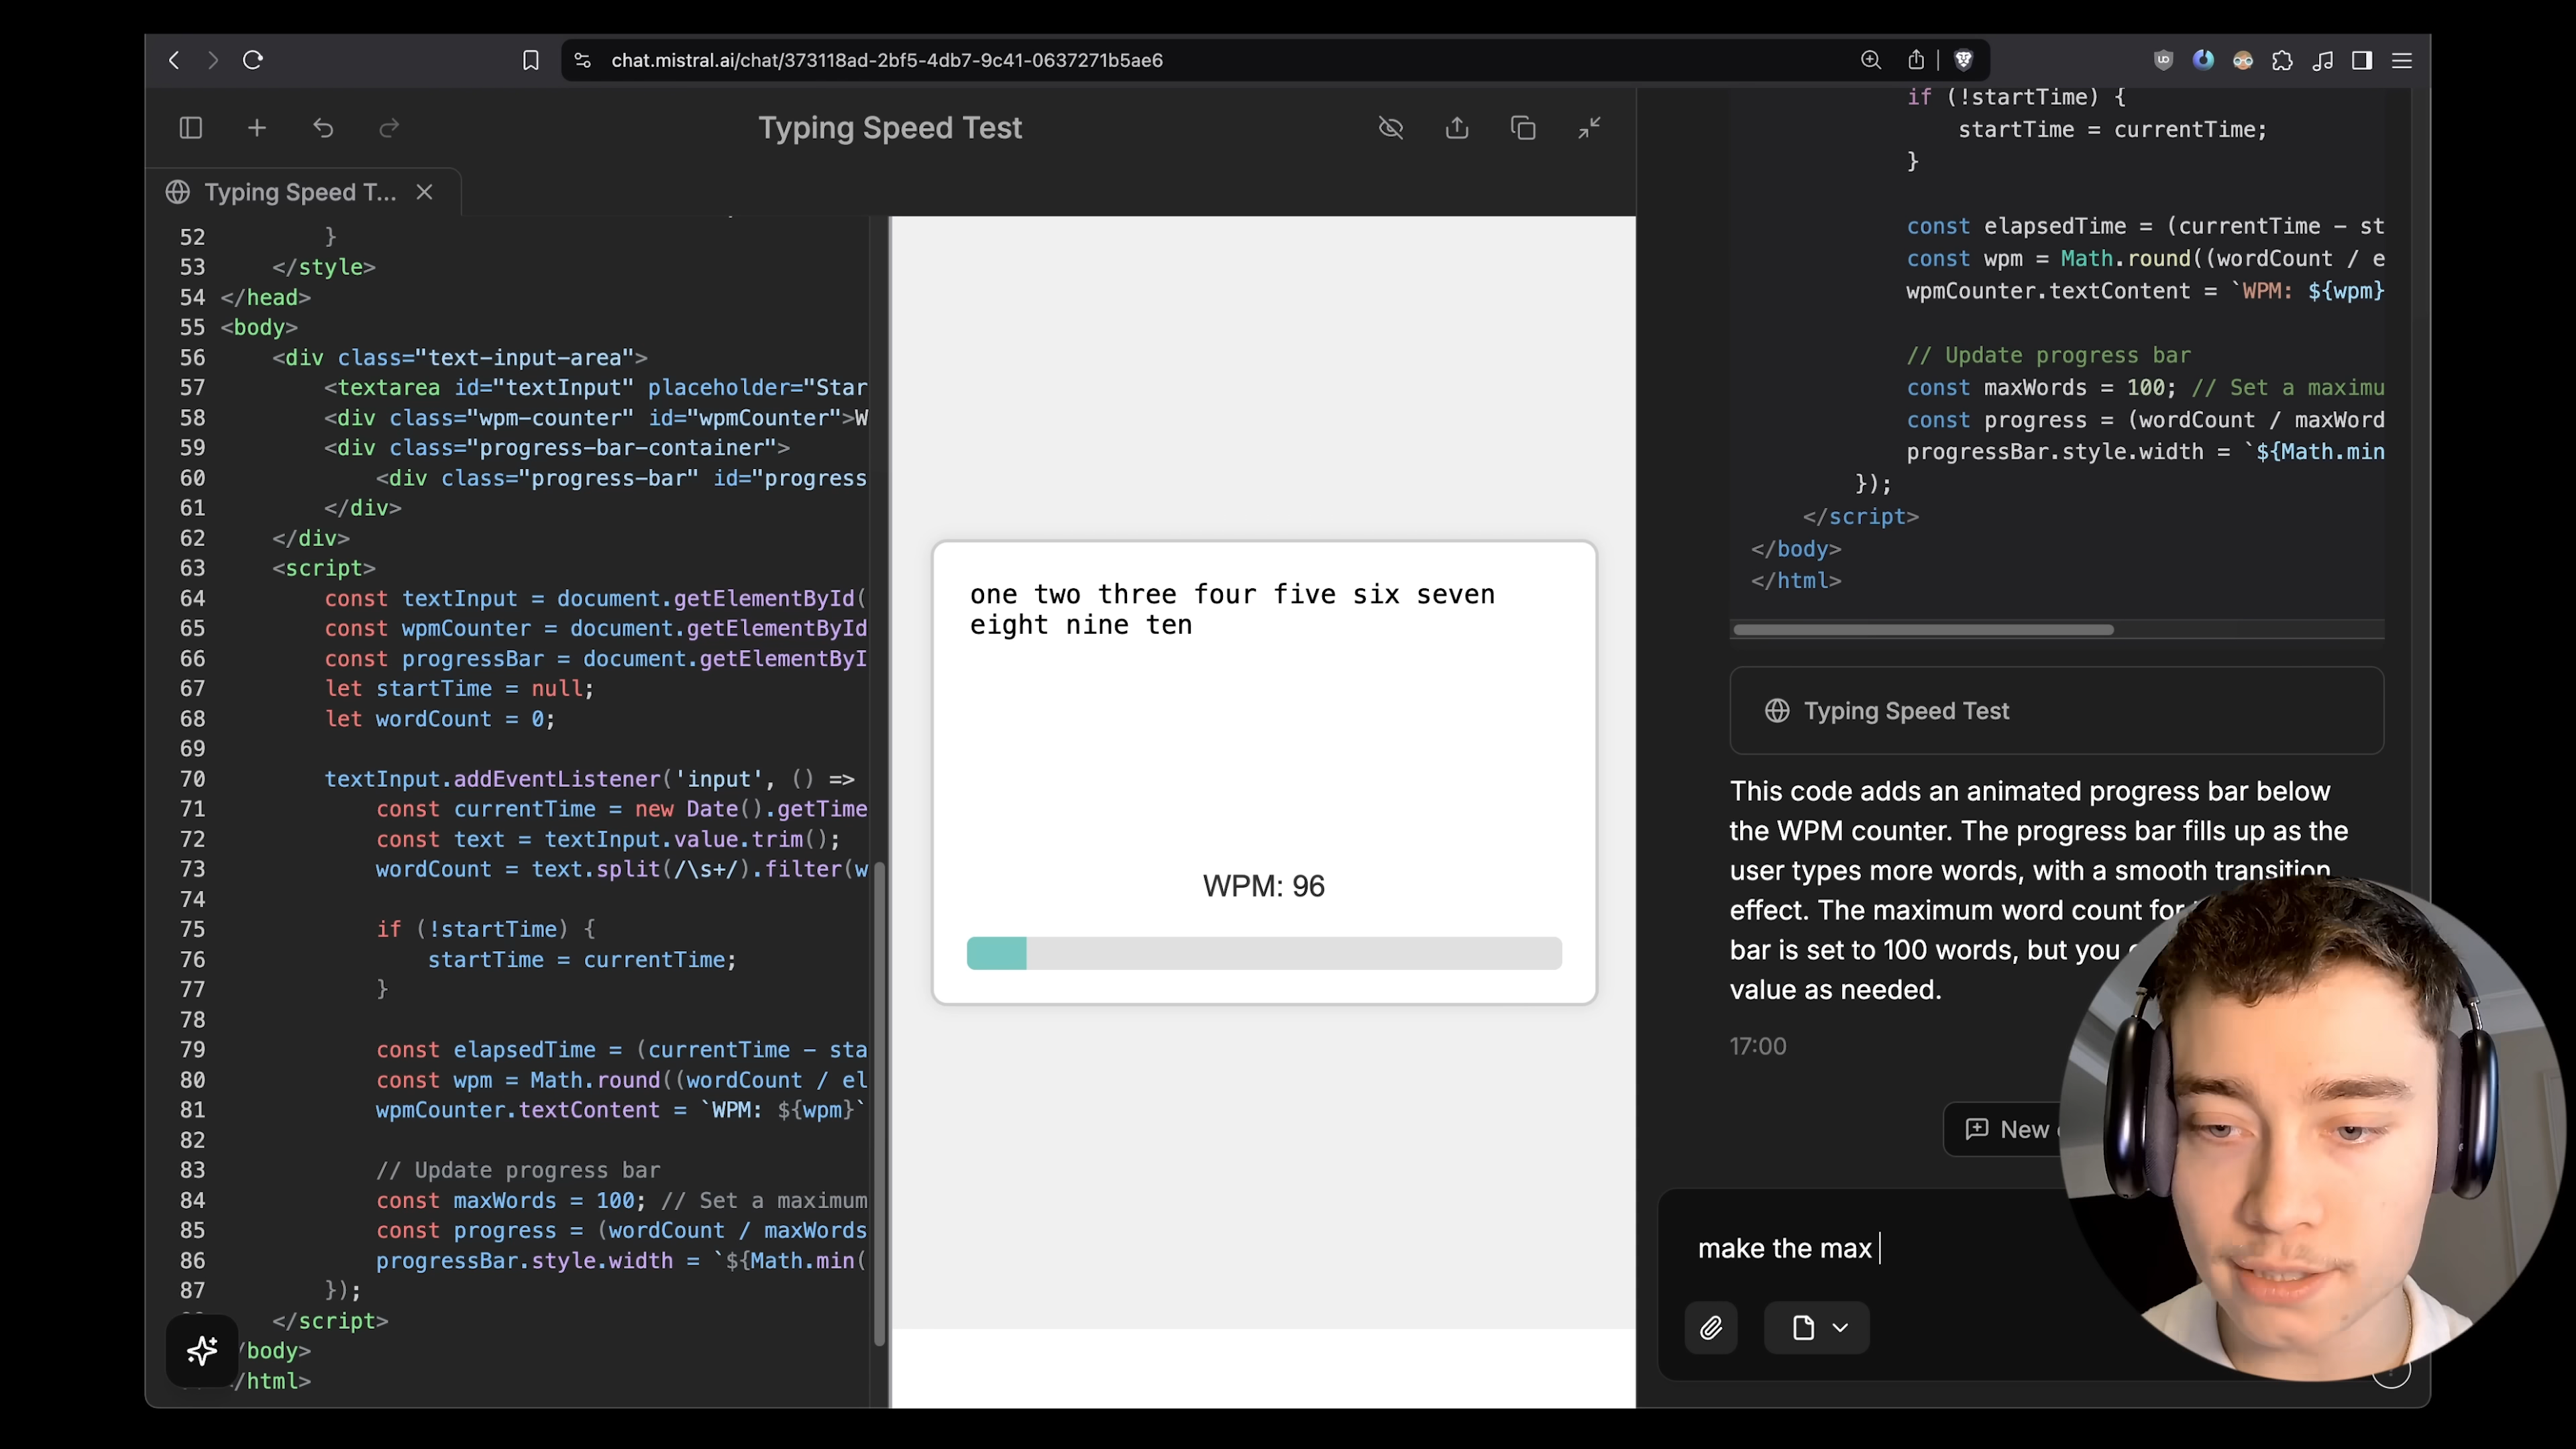 chat.mistral.ai/chat/373118ad-2bf5-4db7-9c41-0637271b5ae6
Typing Speed Test
Typing Speed T...
52 }
53 </style>
54 </head>
55 <body>
56 <div class="text-input-area">
57 <textarea id="textInput" placeholder="Star
58 <div class="wpm-counter" id="wpmCounter">W
59 <div class="progress-bar-container">
60 <div class="progress-bar" id="progress
61 </div>
62 </div>
63 <script>
64 const textInput = document.getElementById(
65 const wpmCounter = document.getElementById
66 const progressBar = document.getElementByI
67 let startTime = null;
68 let wordCount = 0;
69
70 textInput.addEventListener('input', () =>
71 const currentTime = new Date().getTime
72 const text = textInput.value.trim();
73 wordCount = text.split(/\s+/).filter(w
74
75 if (!startTime) {
76 startTime = currentTime;
77 }
78
79 const elapsedTime = (currentTime - sta
80 const wpm = Math.round((wordCount / el
81 wpmCounter.textContent = `WPM: ${wpm}`
82
83 // Update progress bar
84 const maxWords = 100; // Set a maximum
85 const progress = (wordCount / maxWords
86 progressBar.style.width = `${Math.min(
87 });
</script>
/body>
/html>
one two three four five six seven
eight nine ten
WPM: 96
if (!startTime) {
startTime = currentTime;
}
const elapsedTime = (currentTime - st
const wpm = Math.round((wordCount / e
wpmCounter.textContent = `WPM: ${wpm}
// Update progress bar
const maxWords = 100; // Set a maximu
const progress = (wordCount / maxWord
progressBar.style.width = `${Math.min
});
</script>
</body>
</html>
Typing Speed Test
This code adds an animated progress bar below
the WPM counter. The progress bar fills up as the
user types more words, with a smooth transition
effect. The maximum word count for
bar is set to 100 words, but you
value as needed.
17:00
New
make the max